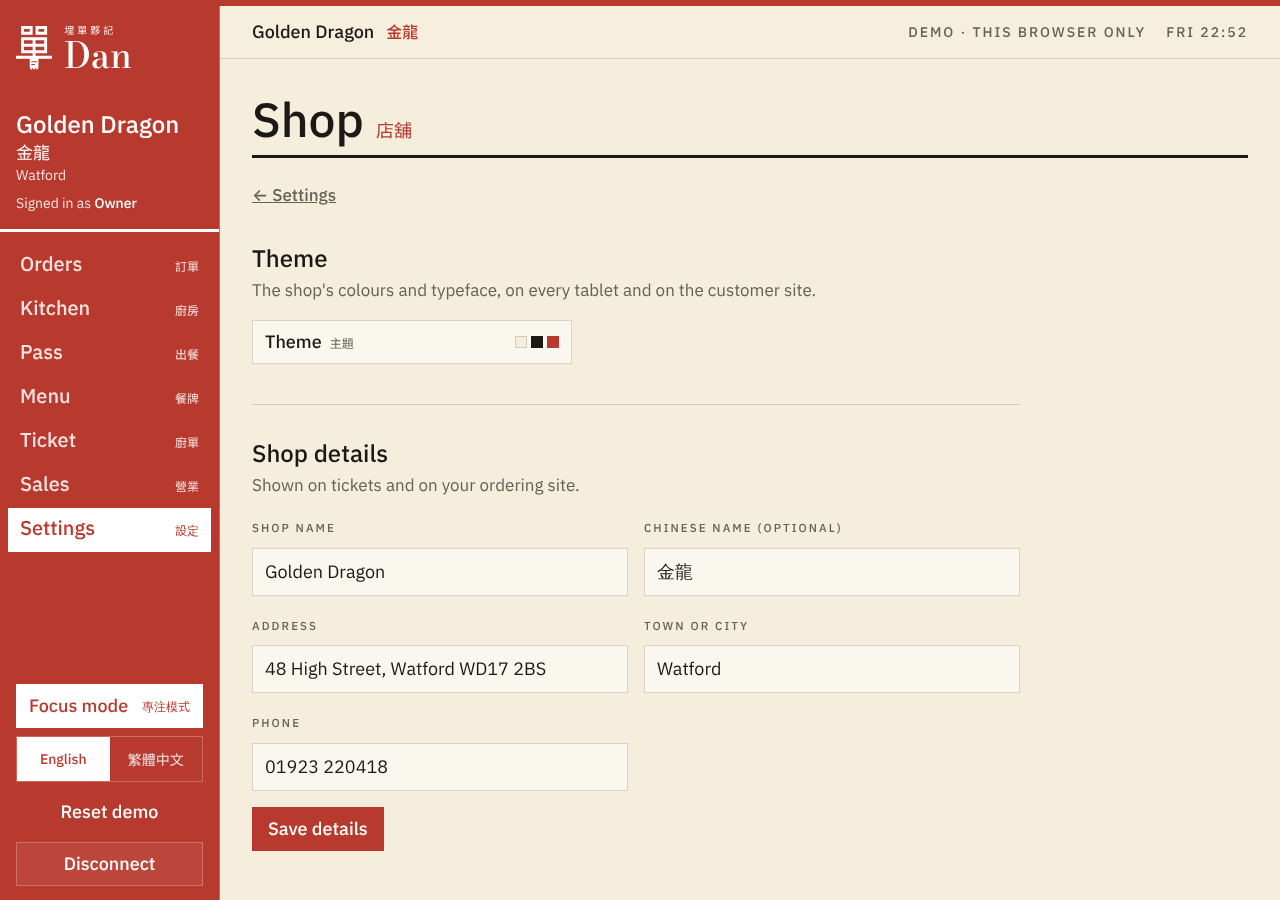 單 埋單夥記
Dan
Golden Dragon
金龍
Watford
Signed in as Owner
Orders 訂單
Kitchen 廚房
Pass 出餐
Menu 餐牌
Ticket 廚單
Sales 營業
Settings 設定
Focus mode 專注模式
English 繁體中文
Reset demo
Disconnect
Golden Dragon 金龍
DEMO · THIS BROWSER ONLY FRI 22:52
Shop 店舖
← Settings
Theme
The shop's colours and typeface, on every tablet and on the customer site.
Theme 主題
Shop details
Shown on tickets and on your ordering site.
SHOP NAME
Golden Dragon
CHINESE NAME (OPTIONAL)
金龍
ADDRESS
48 High Street, Watford WD17 2BS
TOWN OR CITY
Watford
PHONE
01923 220418
Save details